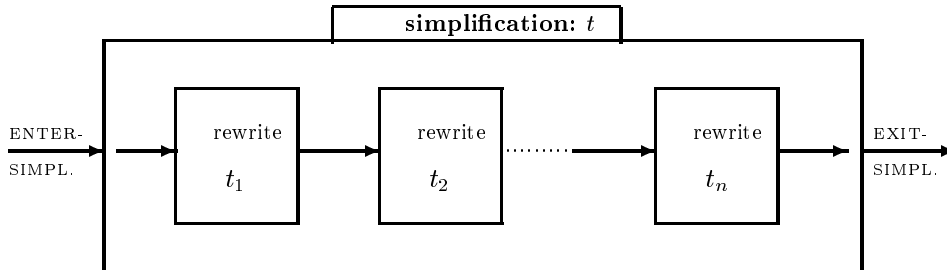 simplification: t
ENTER-
SIMPL.
rewrite
t₁
rewrite
t₂
rewrite
tₙ
EXIT-
SIMPL.